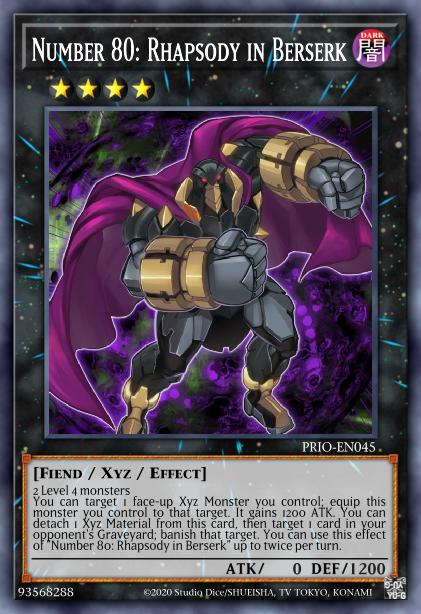 NUMBER 80: RHAPSODY IN BERSERK
DARK
闇
PRIO-EN045
[FIEND / XYZ / EFFECT]
2 Level 4 monsters
You can target 1 face-up Xyz Monster you control; equip this
monster you control to that target. It gains 1200 ATK. You can
detach 1 Xyz Material from this card, then target 1 card in your
opponent's Graveyard; banish that target. You can use this effect
of "Number 80: Rhapsody in Berserk" up to twice per turn.
ATK/ 0 DEF/1200
93568288
©2020 Studio Dice/SHUEISHA, TV TOKYO, KONAMI